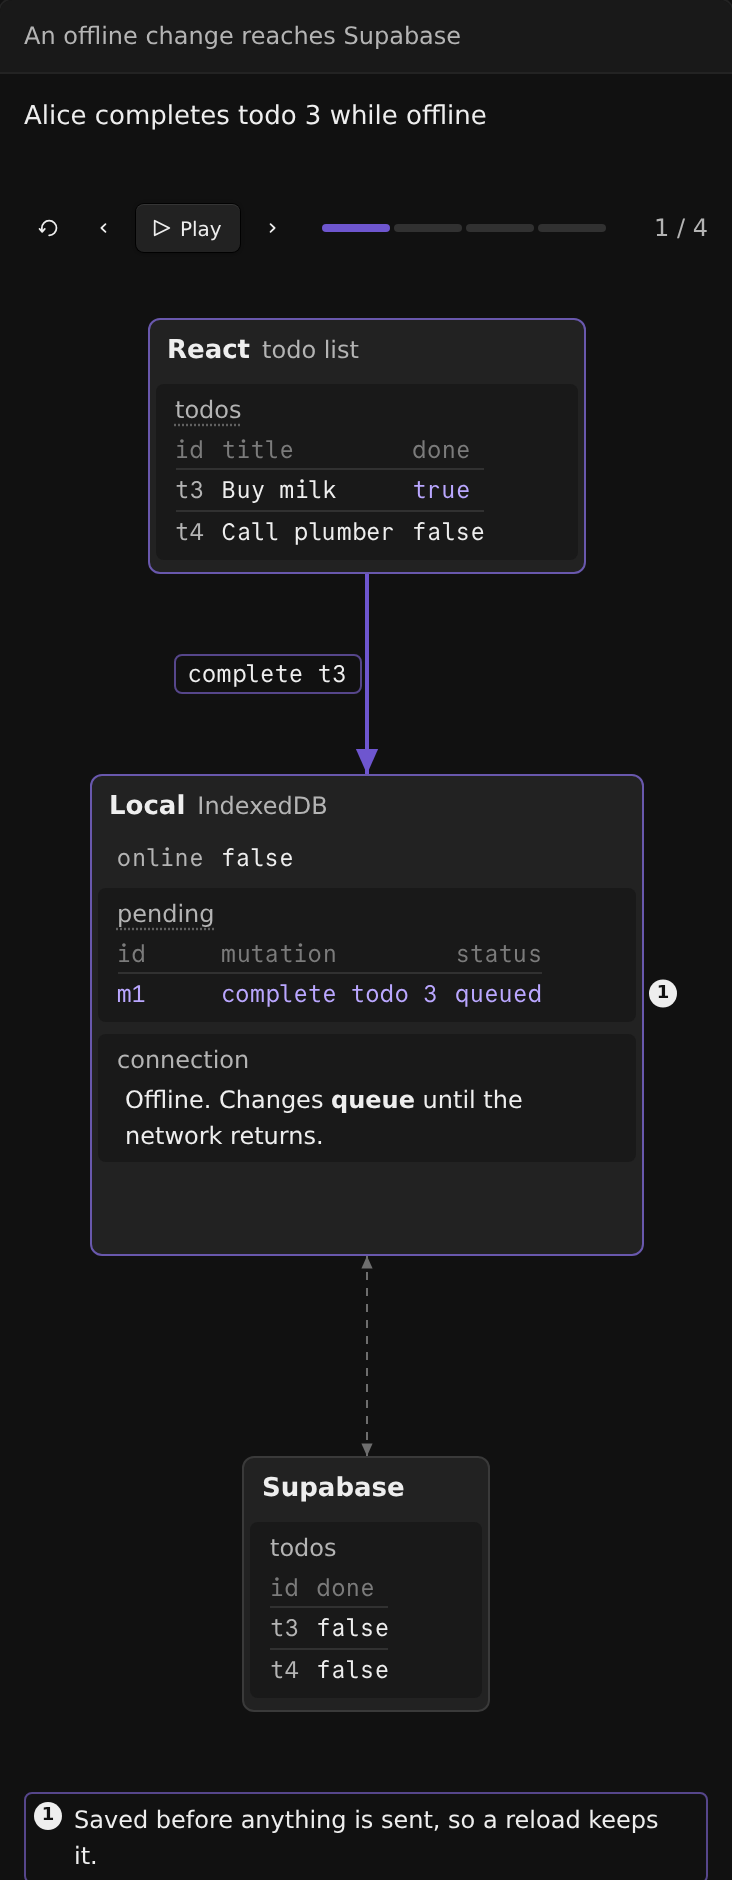 An offline change reaches Supabase
Alice completes todo 3 while offline
Play
1 / 4
React todo list
todos
id title done
t3 Buy milk true
t4 Call plumber false
complete t3
Local IndexedDB
online false
pending
id mutation status
m1 complete todo 3 queued
1
connection
Offline. Changes queue until the
network returns.
Supabase
todos
id done
t3 false
t4 false
1 Saved before anything is sent, so a reload keeps
it.